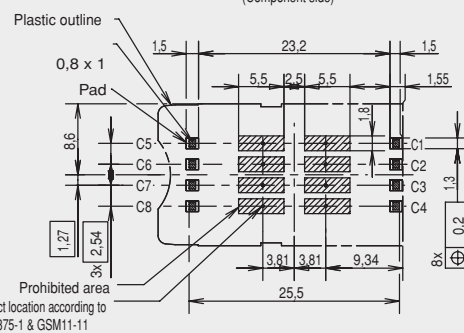 (Component side)
Plastic outline
1,5
23,2
1,5
0,8 x 1
5,5
2,5
5,5
1,55
Pad
1,8
8,6
C5
C1
C6
C2
C7
C3
C8
C4
1,3
1,27
3x 2,54
8x
0,2
3,81
3,81
9,34
Prohibited area
25,5
ct location according to
375-1 & GSM11-11